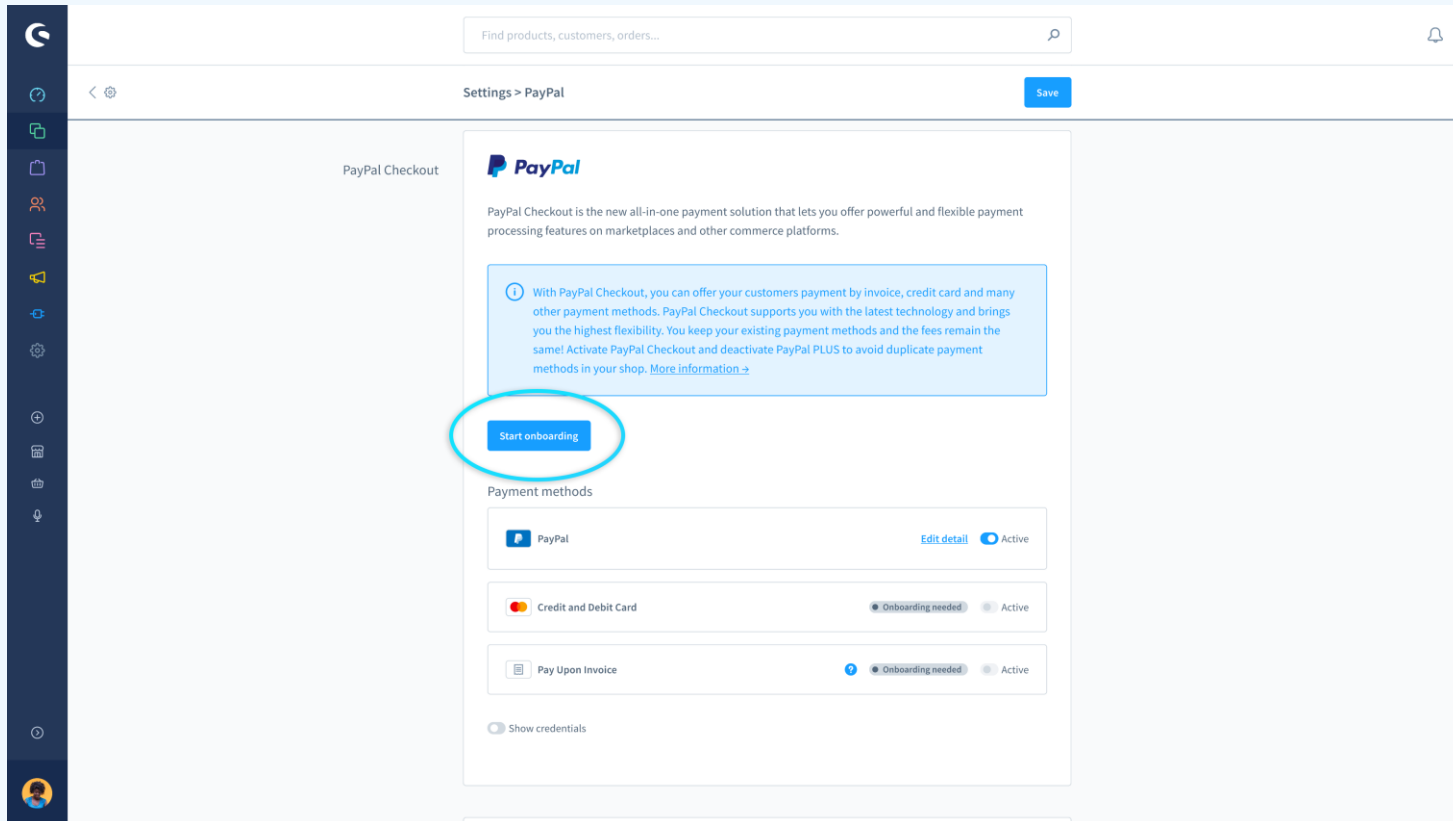 Find products, customers, orders...
Settings > PayPal
Save
PayPal Checkout
PayPal
PayPal Checkout is the new all-in-one payment solution that lets you offer powerful and flexible payment
processing features on marketplaces and other commerce platforms.
With PayPal Checkout, you can offer your customers payment by invoice, credit card and many
other payment methods. PayPal Checkout supports you with the latest technology and brings
you the highest flexibility. You keep your existing payment methods and the fees remain the
same! Activate PayPal Checkout and deactivate PayPal PLUS to avoid duplicate payment
methods in your shop. More information →
Start onboarding
Payment methods
PayPal Edit detail Active
Credit and Debit Card Onboarding needed Active
Pay Upon Invoice ? Onboarding needed Active
Show credentials